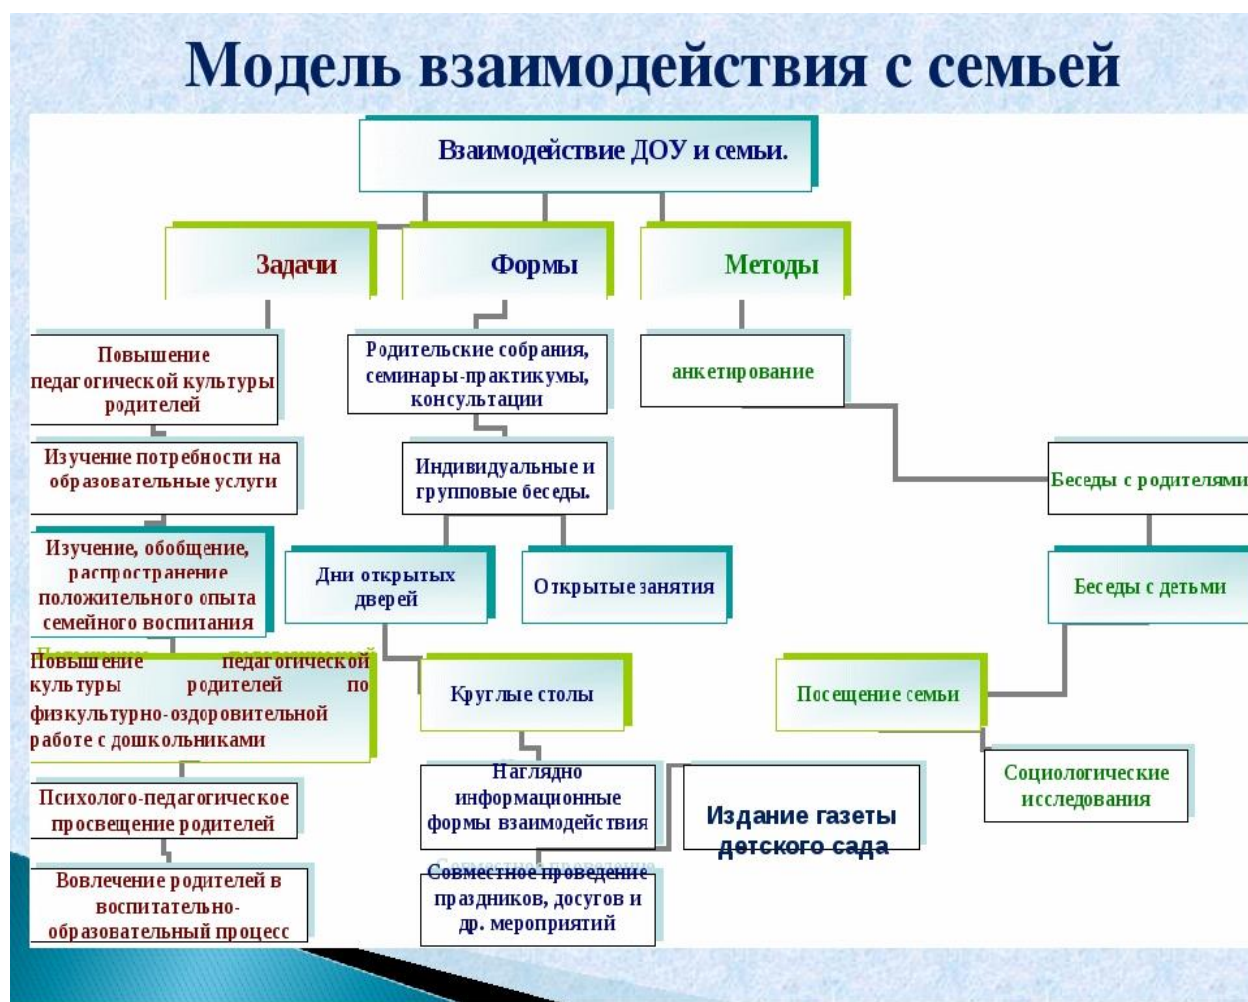 Модель взаимодействия с семьей
Взаимодействие ДОУ и семьи.
Задачи
Формы
Методы
Повышение
педагогической культуры
родителей
Изучение потребности на
образовательные услуги
Изучение, обобщение,
распространение
положительного опыта
семейного воспитания
Повышение педагогической
культуры родителей по
физкультурно-оздоровительной
работе с дошкольниками
Психолого-педагогическое
просвещение родителей
Вовлечение родителей в
воспитательно-
образовательный процесс
Родительские собрания,
семинары-практикумы,
консультации
Индивидуальные и
групповые беседы.
Дни открытых
дверей
Открытые занятия
Круглые столы
Наглядно
информационные
формы взаимодействия
Совместное проведение
праздников, досугов и
др. мероприятий
Издание газеты
детского сада
анкетирование
Беседы с родителями
Беседы с детьми
Посещение семьи
Социологические
исследования